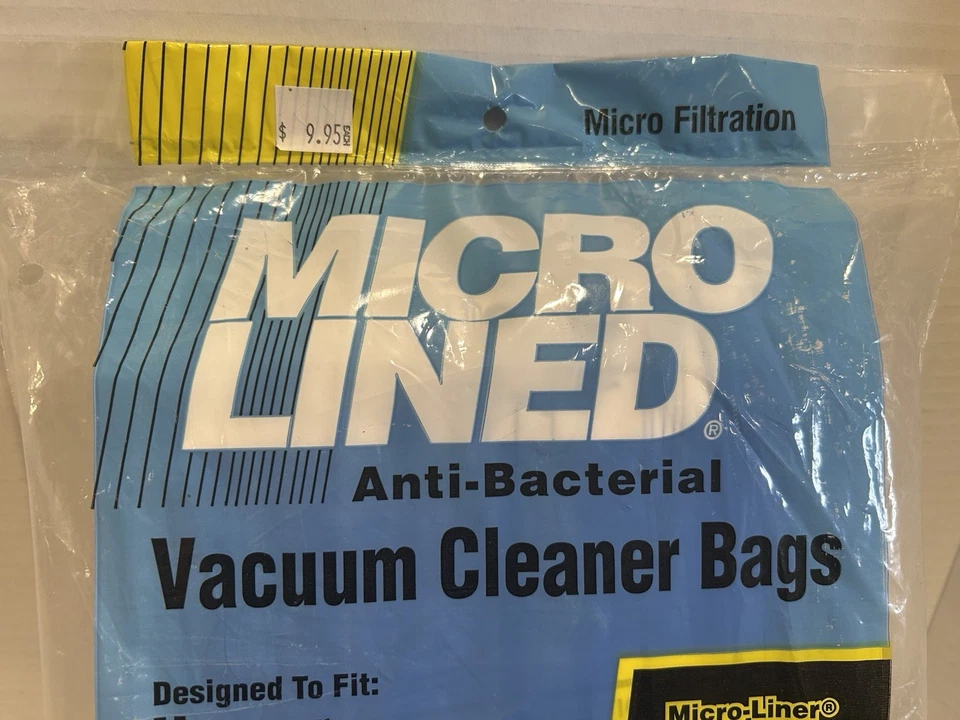 Micro Filtration
$ 9.95 EACH
MICRO
LINED®
Anti-Bacterial
Vacuum Cleaner Bags
Designed To Fit:
Micro-Liner®